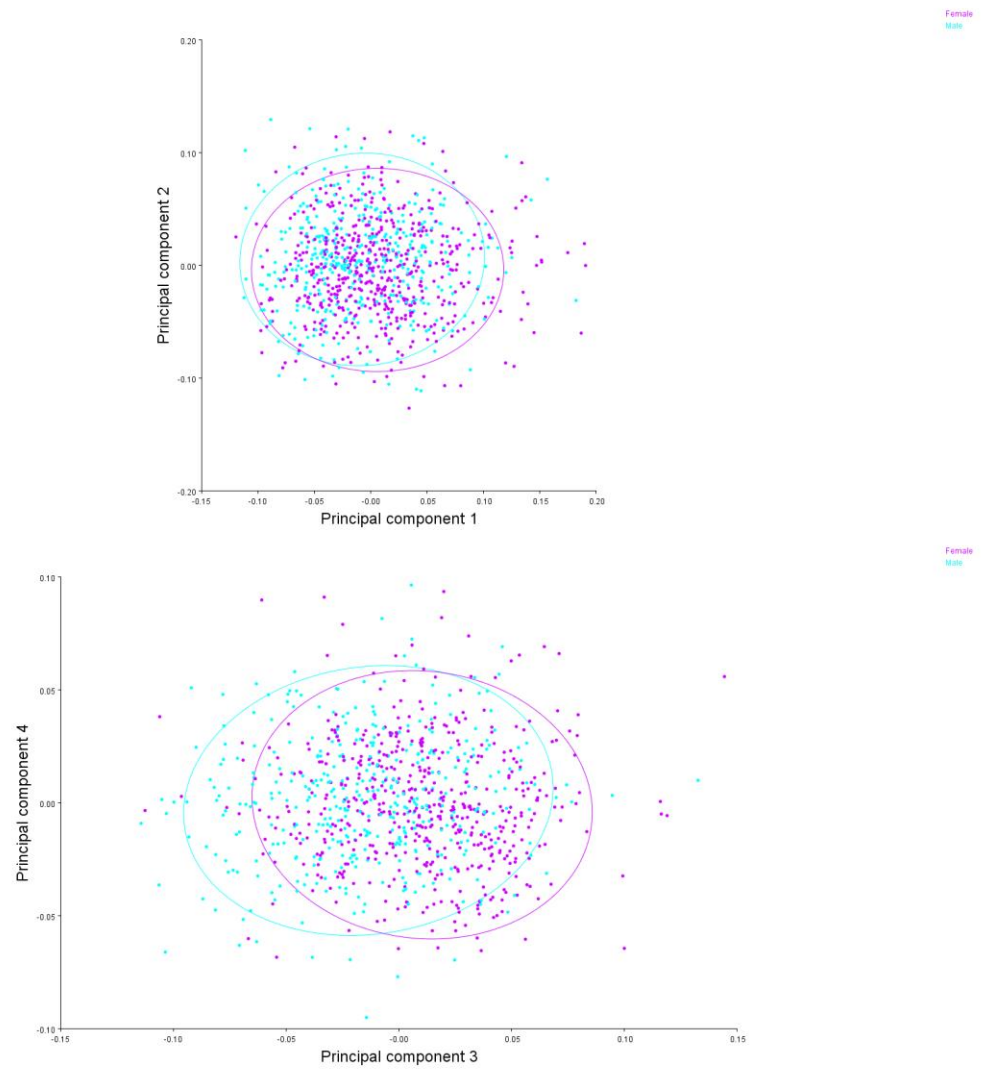 Female
Male
0.20
0.10
0.00
-0.10
-0.20
Principal component 2
-0.15 -0.10 -0.05 -0.00 0.05 0.10 0.15 0.20
Principal component 1
Female
Male
0.10
0.05
0.00
-0.05
-0.10
Principal component 4
-0.15 -0.10 -0.05 -0.00 0.05 0.10 0.15
Principal component 3